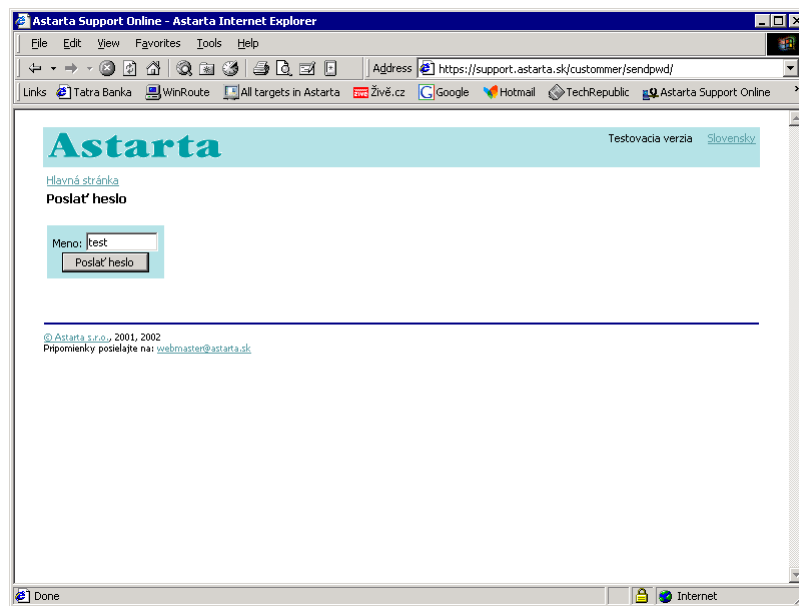 Astarta Support Online - Astarta Internet Explorer
File Edit View Favorites Tools Help
Address https://support.astarta.sk/custommer/sendpwd/
Links Tatra Banka WinRoute All targets in Astarta živě Živě.cz Google Hotmail TechRepublic Astarta Support Online
Astarta Testovacia verzia Slovensky
Hlavná stránka
Poslať heslo
Meno: test
Poslať heslo
© Astarta s.r.o., 2001, 2002
Pripomienky posielajte na: webmaster@astarta.sk
Done Internet